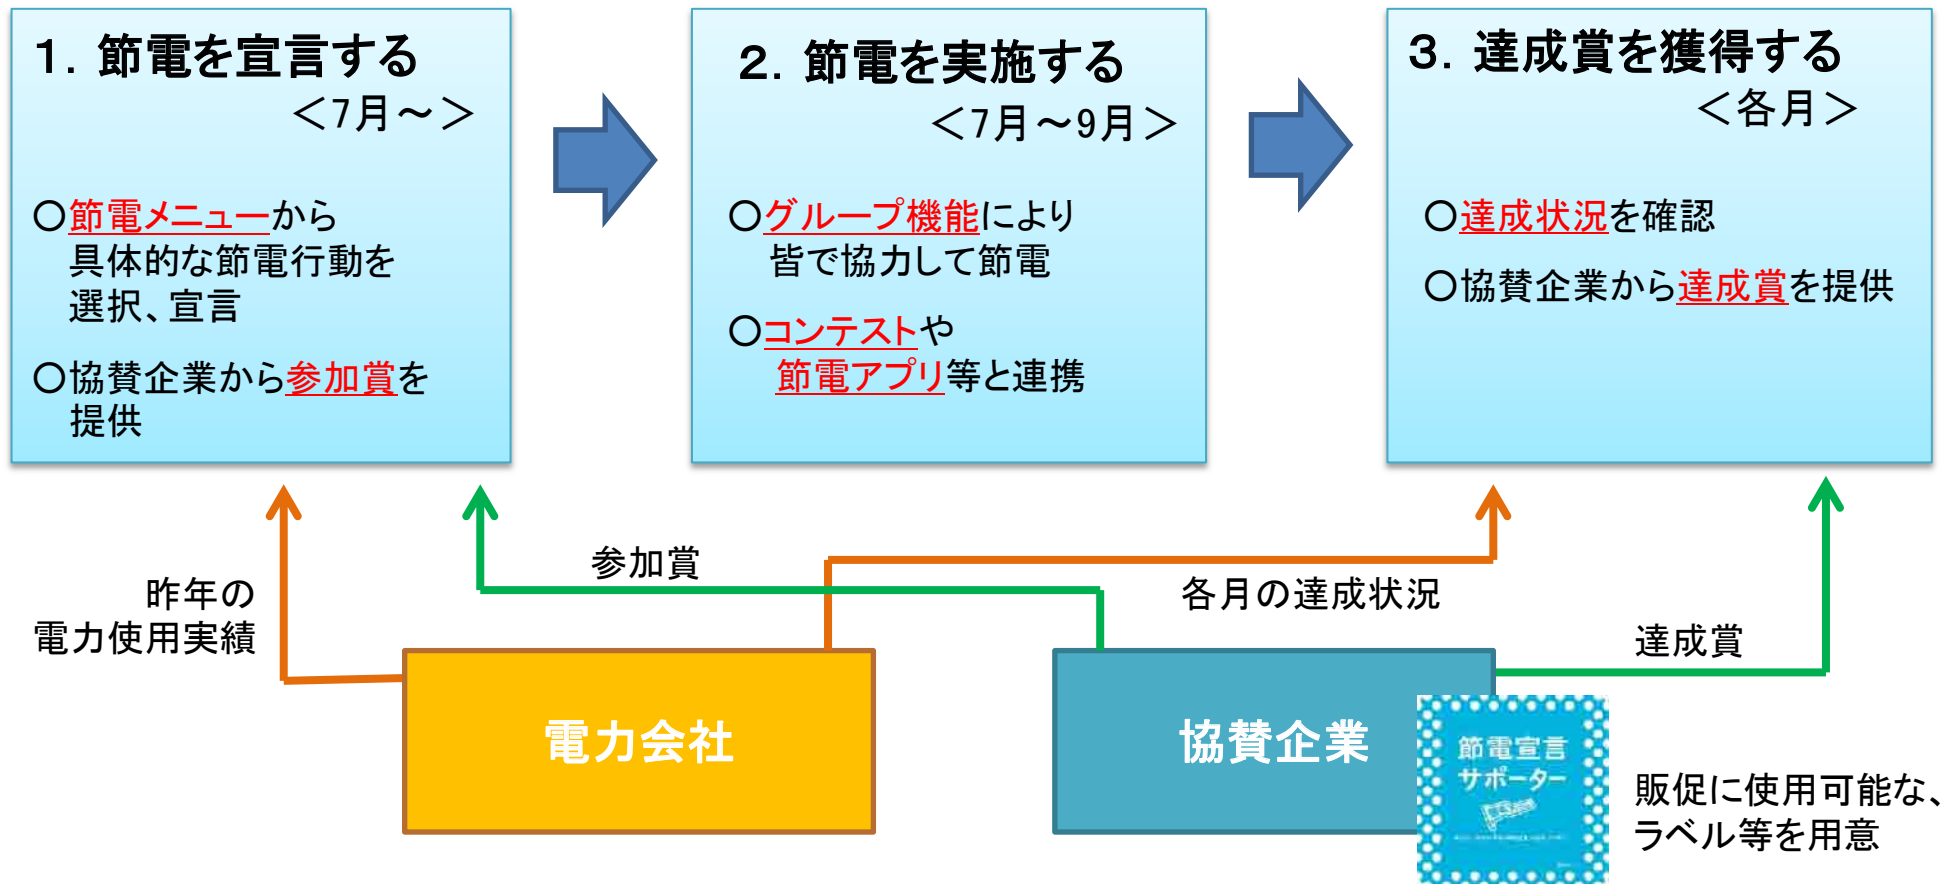 １．節電を宣言する
＜7月～＞
○節電メニューから
具体的な節電行動を
選択、宣言
○協賛企業から参加賞を
提供
２．節電を実施する
＜7月～9月＞
○グループ機能により
皆で協力して節電
○コンテストや
節電アプリ等と連携
３．達成賞を獲得する
＜各月＞
○達成状況を確認
○協賛企業から達成賞を提供
昨年の
電力使用実績
参加賞
各月の達成状況
達成賞
電力会社
協賛企業
節電宣言
サポーター
販促に使用可能な、
ラベル等を用意